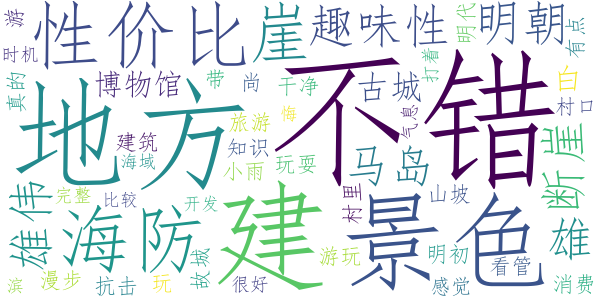 游
性价比
崖
趣味性
明朝
时机
明代
有点
真的
博物馆
带
尚
干净
古城
打着
白
村口
地方
不错
建筑
海域
旅游
悔
知识
小雨
玩耍
气息
马岛
断崖
雄伟
完整
比较
海防
开发
建
村里
山坡
景色
雄
滨
漫步
抗击
玩
故城
很好
游玩
明初
感觉
看管
消费